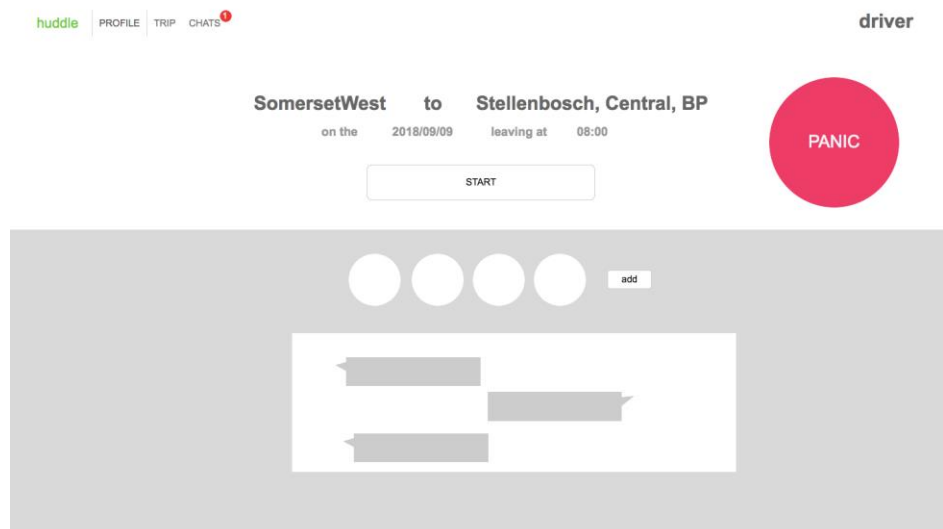 huddle PROFILE TRIP CHATS 1 driver
SomersetWest to Stellenbosch, Central, BP
on the 2018/09/09 leaving at 08:00
PANIC
START
add